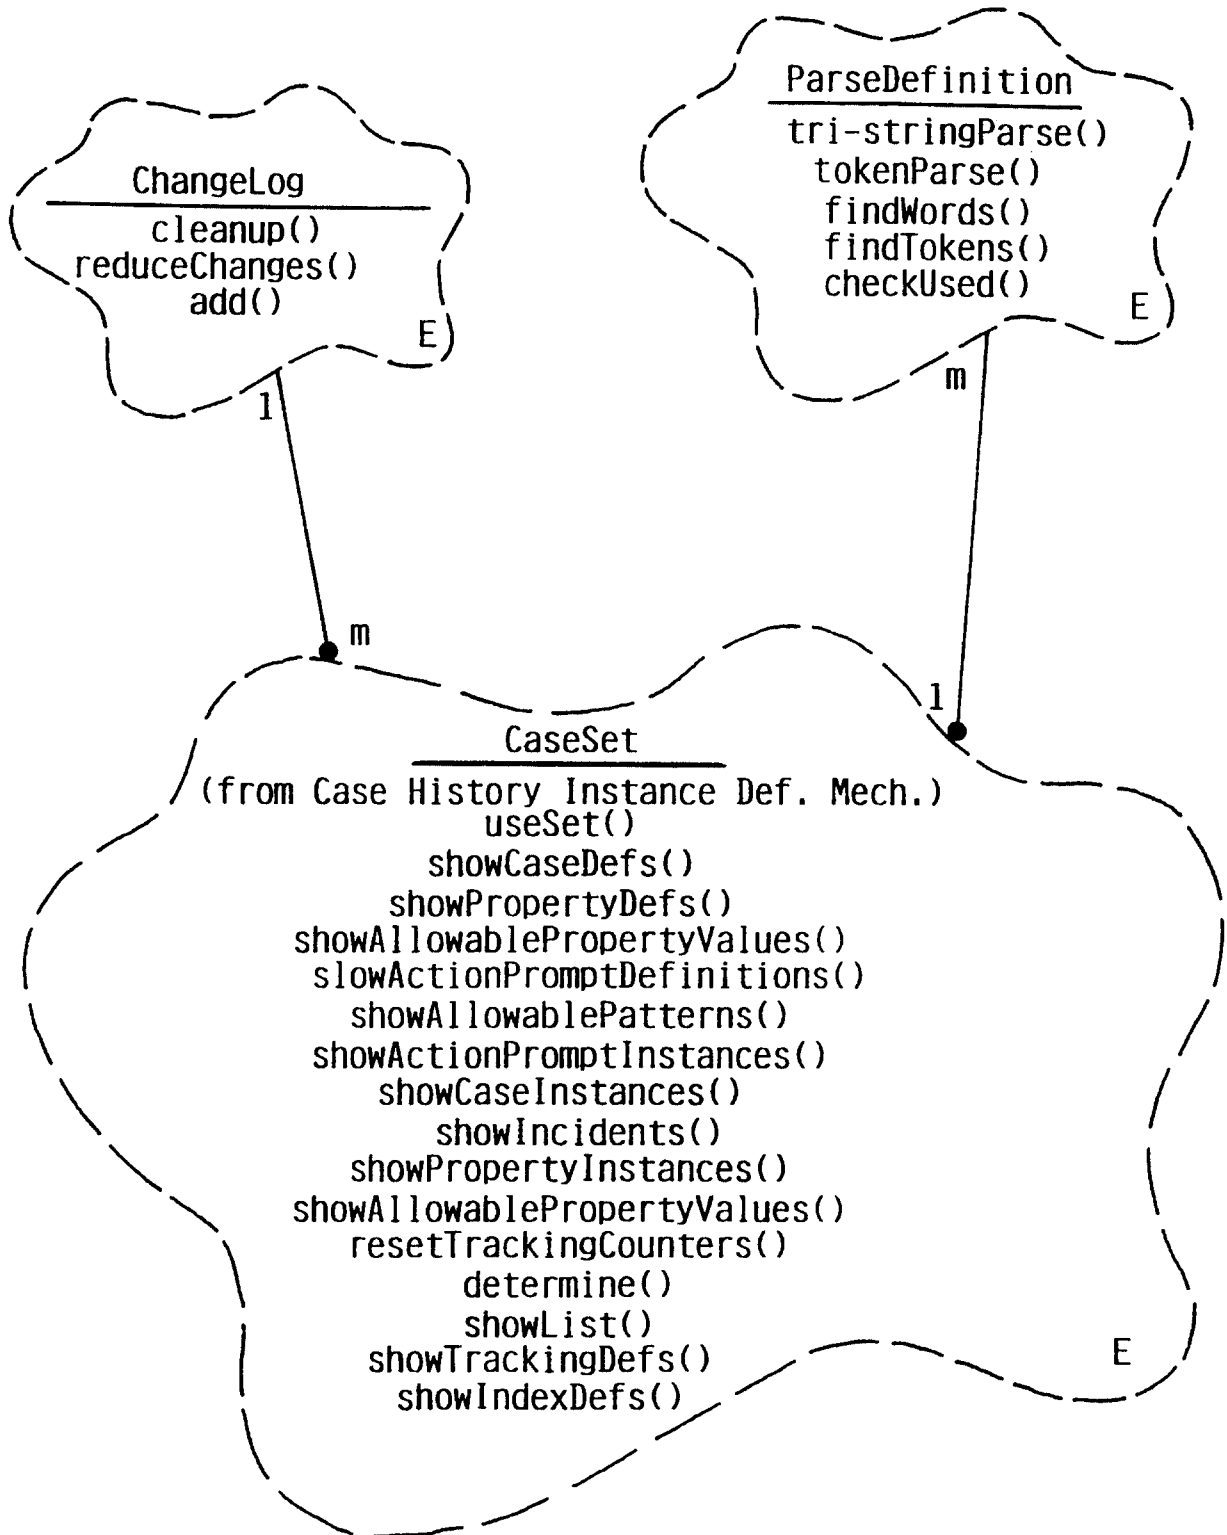 ParseDefinition
tri-stringParse()
tokenParse()
findWords()
findTokens()
checkUsed()
E
m
ChangeLog
cleanup()
reduceChanges()
add()
E
1
m
1
CaseSet
(from Case History Instance Def. Mech.)
useSet()
showCaseDefs()
showPropertyDefs()
showAllowablePropertyValues()
slowActionPromptDefinitions()
showAllowablePatterns()
showActionPromptInstances()
showCaseInstances()
showIncidents()
showPropertyInstances()
showAllowablePropertyValues()
resetTrackingCounters()
determine()
showList()
showTrackingDefs()
showIndexDefs()
E